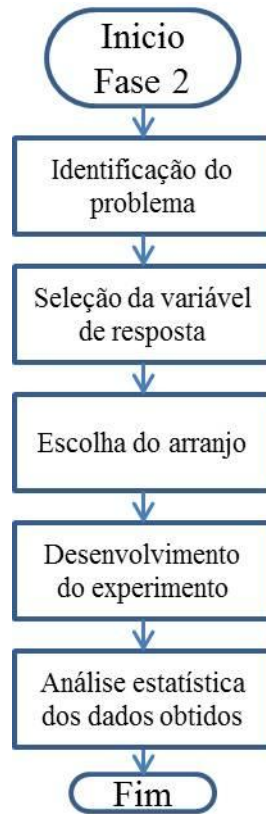 Inicio
Fase 2
Identificação do
problema
Seleção da variável
de resposta
Escolha do arranjo
Desenvolvimento
do experimento
Análise estatística
dos dados obtidos
Fim